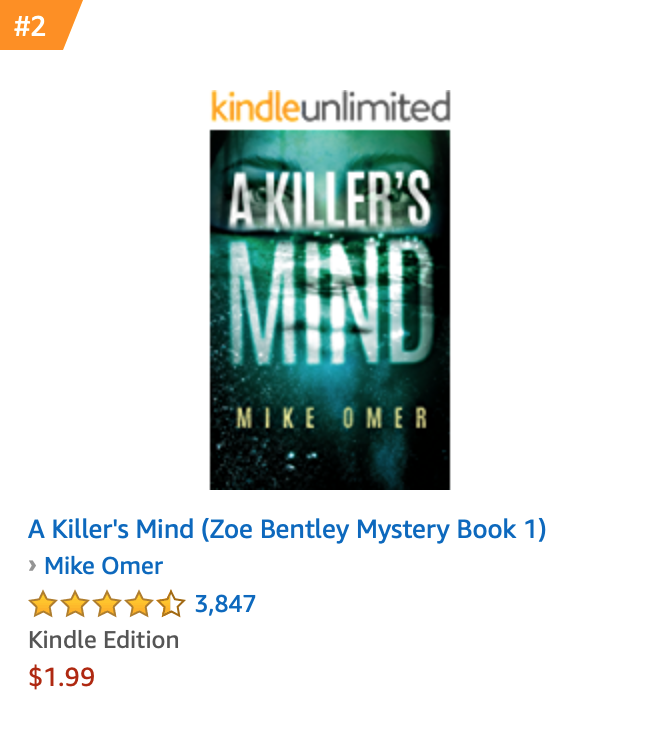 #2
kindleunlimited
A KILLER'S
MIND
MIKE OMER
A Killer's Mind (Zoe Bentley Mystery Book 1)
› Mike Omer
3,847
Kindle Edition
$1.99